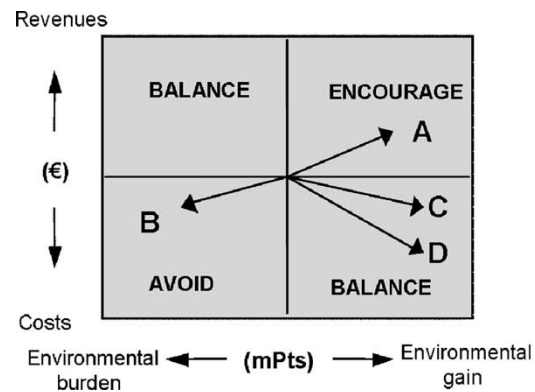 Revenues
BALANCE
ENCOURAGE
A
(€)
B
C
D
AVOID
BALANCE
Costs
Environmental burden
(mPts)
Environmental gain